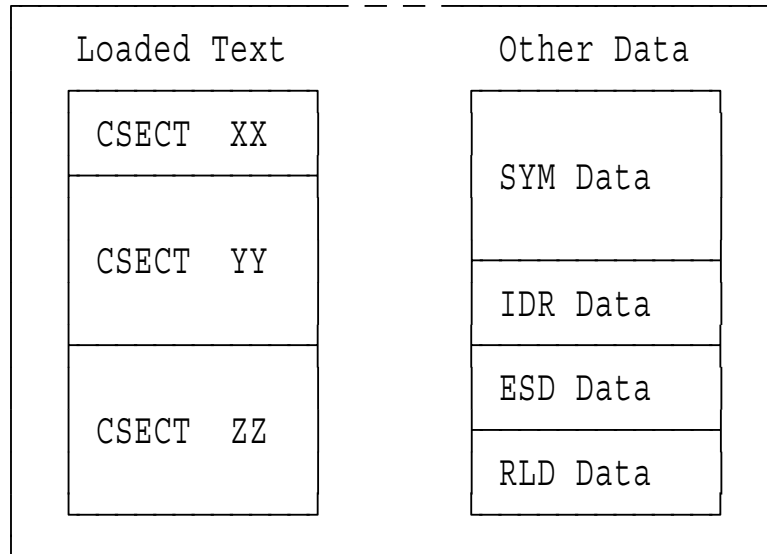 Loaded Text
CSECT XX
CSECT YY
CSECT ZZ
Other Data
SYM Data
IDR Data
ESD Data
RLD Data